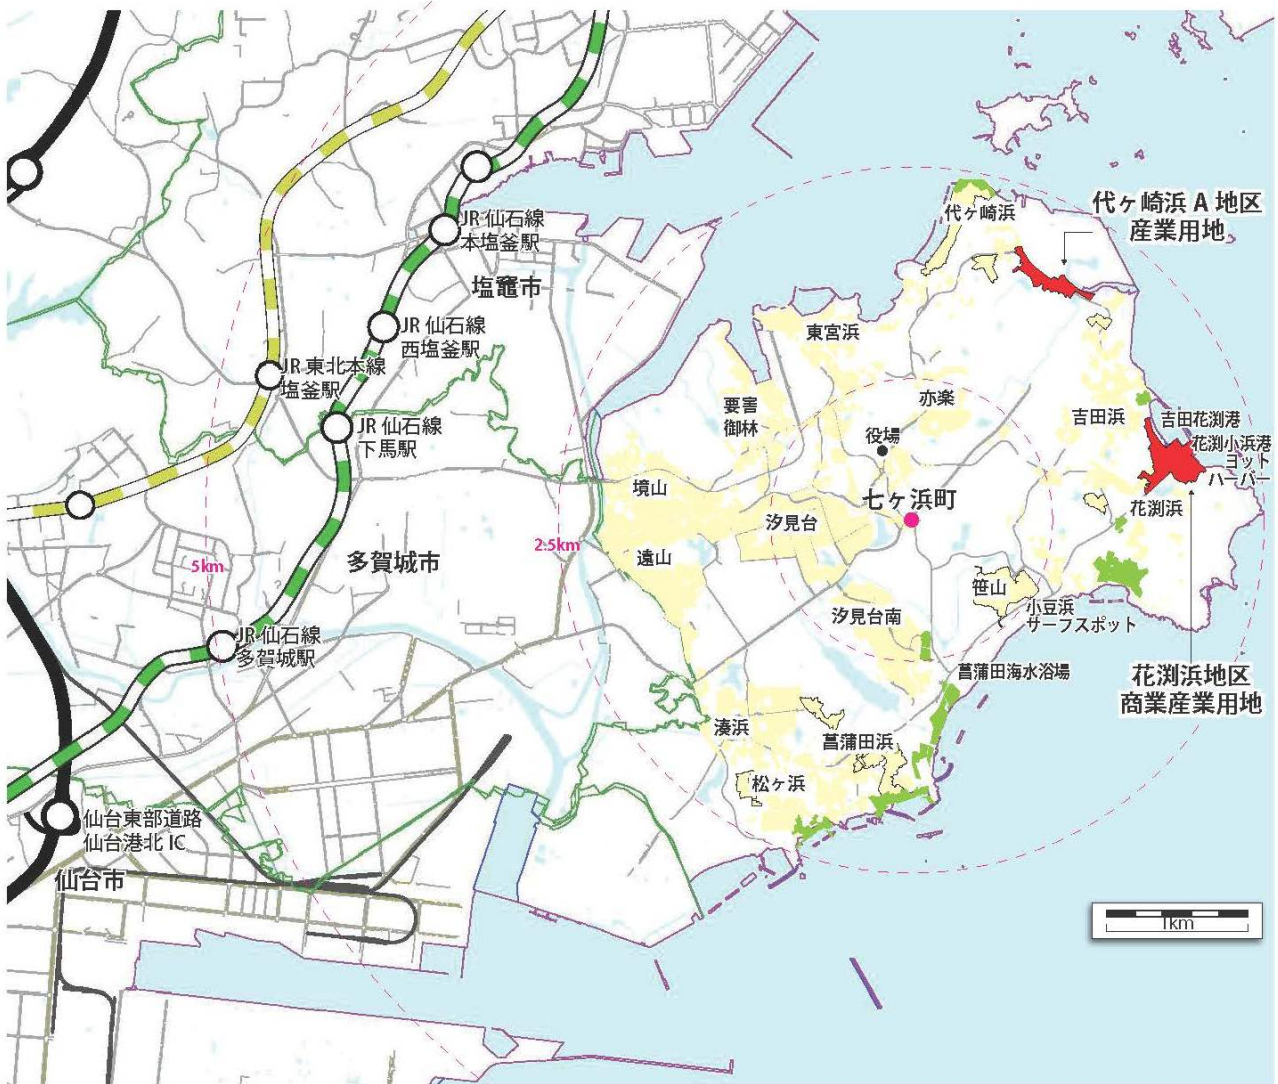 代ヶ崎浜
代ヶ崎浜 A 地区
産業用地
JR 仙石線
本塩釜駅
塩竈市
JR 仙石線
西塩釜駅
東宮浜
JR 東北本線
塩釜駅
亦楽
要害
御林
吉田浜
吉田花渕港
花渕小浜港
ヨット
ハーバー
JR 仙石線
下馬駅
役場
境山
七ヶ浜町
花渕浜
汐見台
2.5km
遠山
多賀城市
5km
笹山
小豆浜
サーフスポット
汐見台南
JR 仙石線
多賀城駅
菖蒲田海水浴場
花渕浜地区
商業産業用地
湊浜
菖蒲田浜
松ヶ浜
仙台東部道路
仙台港北 IC
仙台市
1km